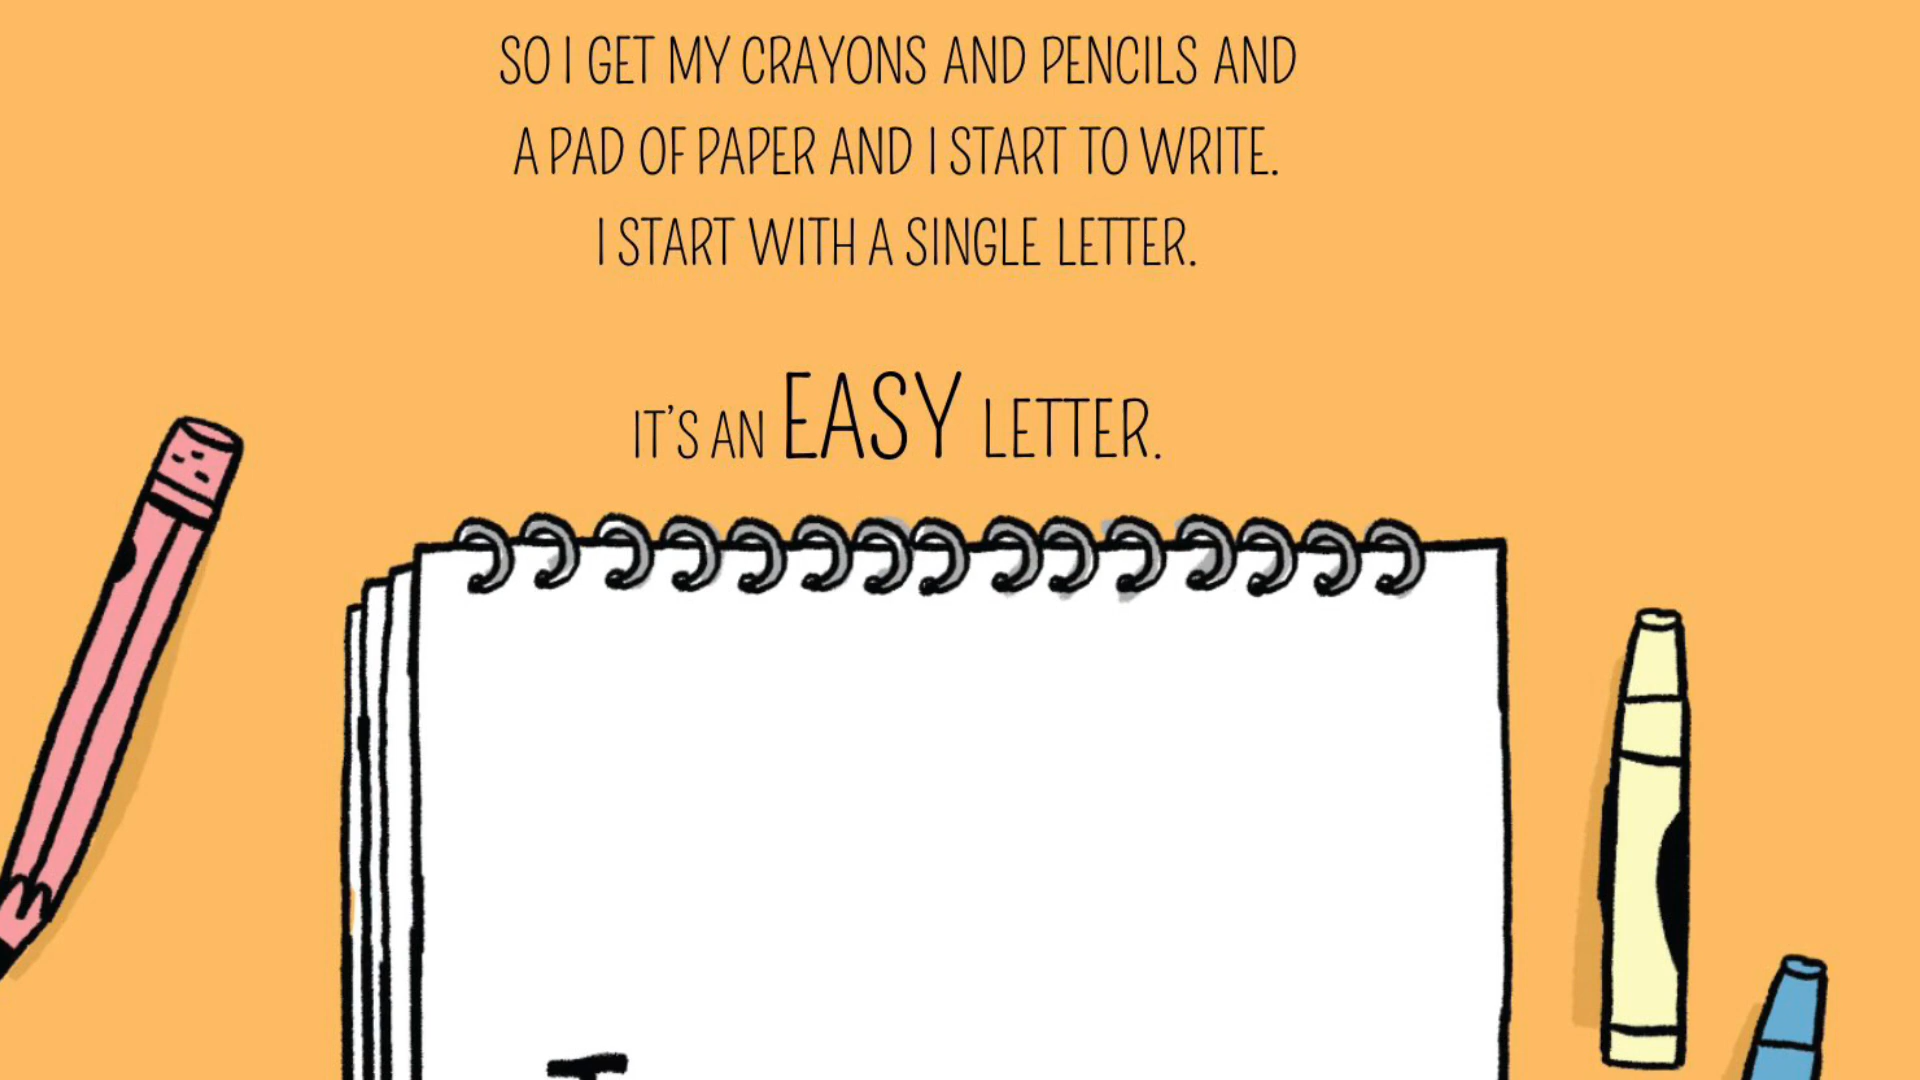 SO I GET MY CRAYONS AND PENCILS AND
A PAD OF PAPER AND I START TO WRITE.
I START WITH A SINGLE LETTER.
IT'S AN EASY LETTER.